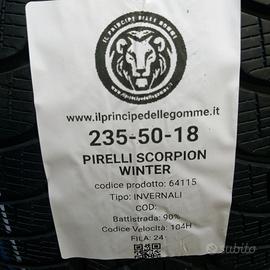 IL PRINCIPE DELLE GOMME
www.ilprincipedellegomme.it
www.ilprincipedellegomme.it
235-50-18
PIRELLI SCORPION
WINTER
codice prodotto: 64115
Tipo: INVERNALI
COD:
Battistrada: 90%
Codice Velocità: 104H
FILA: 24
subito